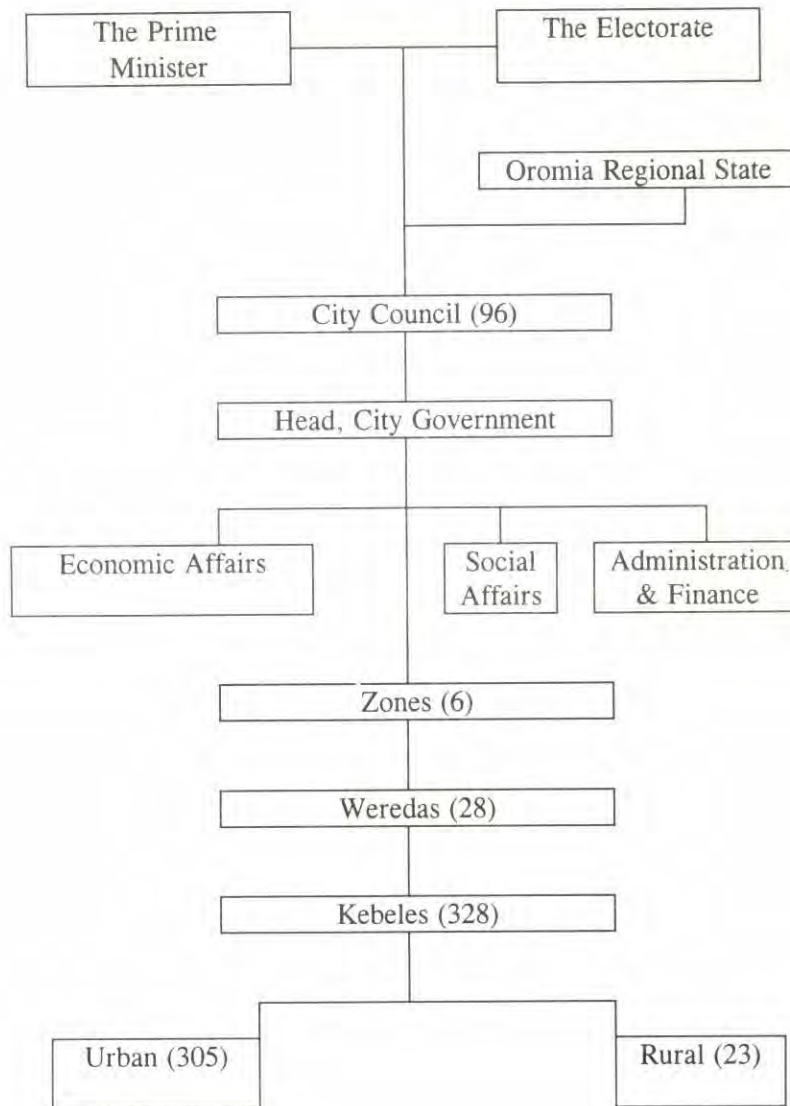 The Prime
Minister
The Electorate
Oromia Regional State
City Council (96)
Head, City Government
Economic Affairs
Social
Affairs
Administration
& Finance
Zones (6)
Weredas (28)
Kebeles (328)
Urban (305)
Rural (23)